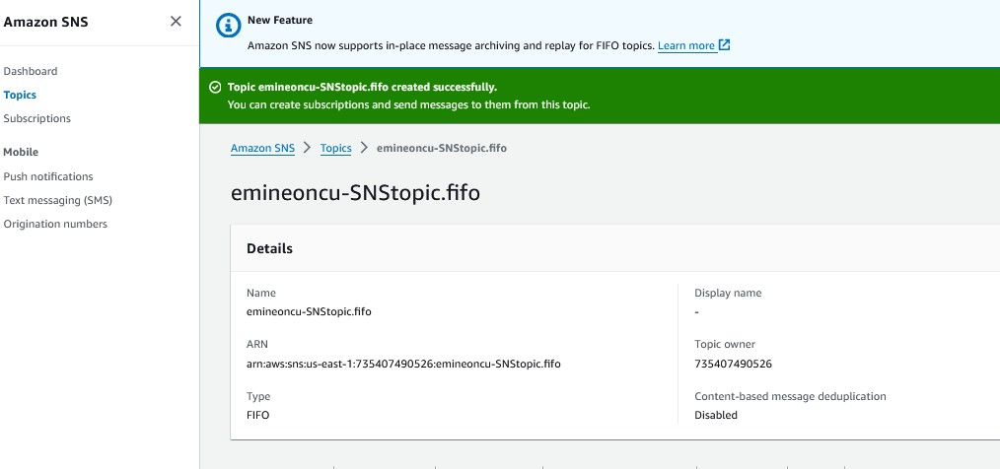 Amazon SNS
Dashboard
Topics
Subscriptions
Mobile
Push notifications
Text messaging (SMS)
Origination numbers
New Feature
Amazon SNS now supports in-place message archiving and replay for FIFO topics. Learn more
Topic emineoncu-SNStopic.fifo created successfully.
You can create subscriptions and send messages to them from this topic.
Amazon SNS > Topics > emineoncu-SNStopic.fifo
emineoncu-SNStopic.fifo
Details
Name
emineoncu-SNStopic.fifo
ARN
arn:aws:sns:us-east-1:735407490526:emineoncu-SNStopic.fifo
Type
FIFO
Display name
-
Topic owner
735407490526
Content-based message deduplication
Disabled